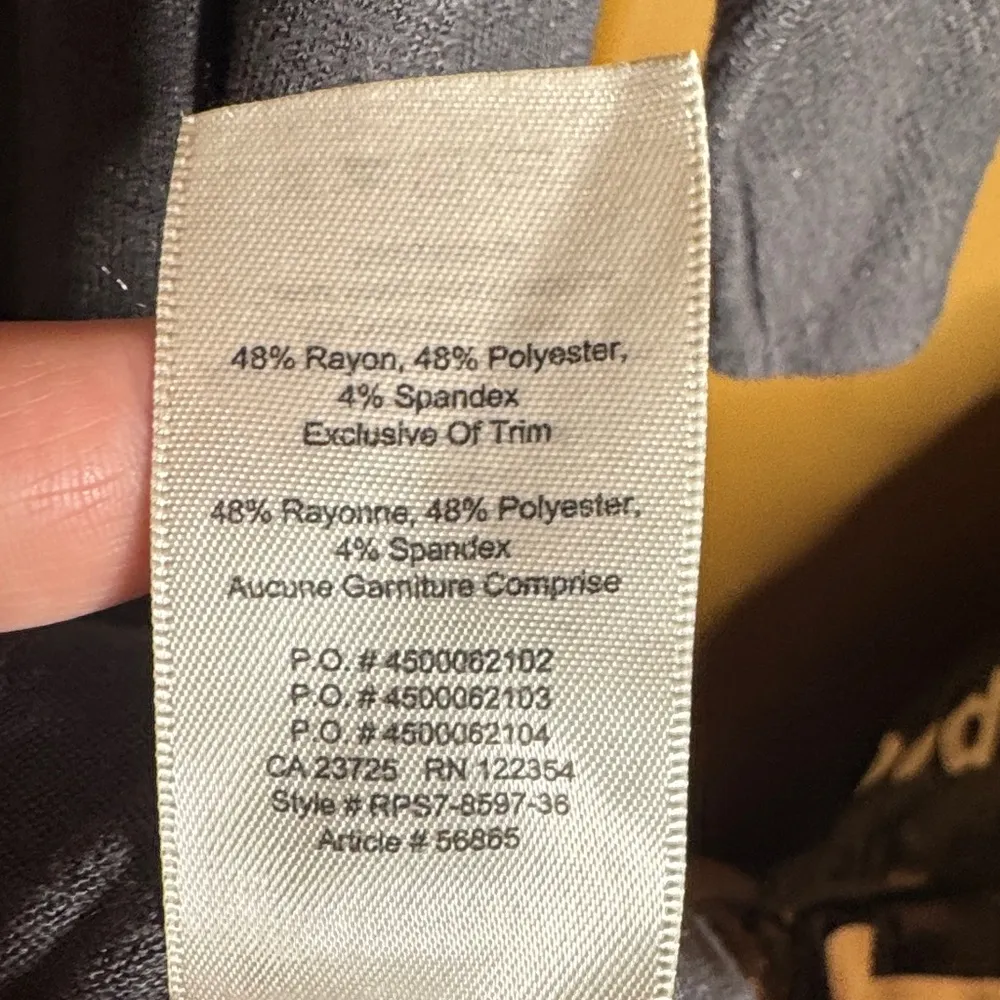 48% Rayon, 48% Polyester,
4% Spandex
Exclusive Of Trim
48% Rayonne, 48% Polyester,
4% Spandex
Aucune Garniture Comprise
P.O. # 4500062102
P.O. # 4500062103
P.O. # 4500062104
CA 23725 RN 122354
Style # RPS7-8597-36
Article # 56865